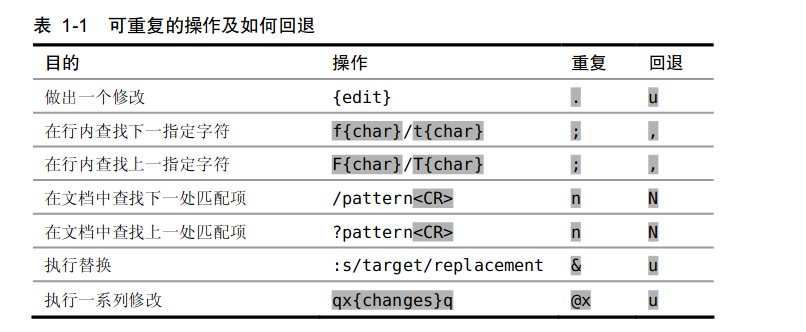 表 1-1 可重复的操作及如何回退
目的 操作 重复 回退
做出一个修改 {edit} . u
在行内查找下一指定字符 f{char}/t{char} ; ,
在行内查找上一指定字符 F{char}/T{char} ; ,
在文档中查找下一处匹配项 /pattern<CR> n N
在文档中查找上一处匹配项 ?pattern<CR> n N
执行替换 :s/target/replacement & u
执行一系列修改 qx{changes}q @x u